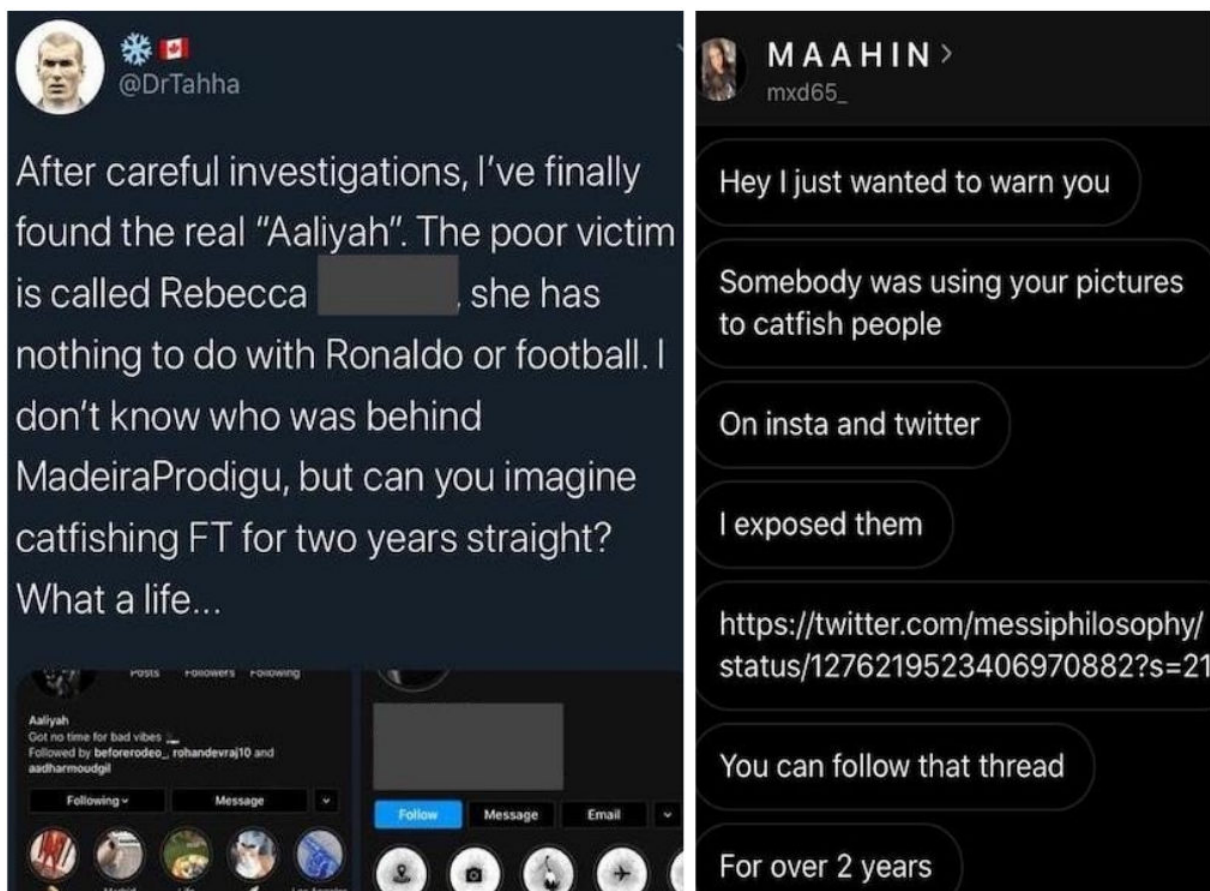 @DrTahha
After careful investigations, I've finally
found the real "Aaliyah". The poor victim
is called Rebecca , she has
nothing to do with Ronaldo or football. I
don't know who was behind
MadeiraProdigu, but can you imagine
catfishing FT for two years straight?
What a life...
Posts Followers Following
Aaliyah
Got no time for bad vibes
Followed by beforerodeo_, rohandevraj10 and
aadharmoudgil
Following Message
Follow Message Email
Madrid Life Los Angeles
MAAHIN
mxd65_
Hey I just wanted to warn you
Somebody was using your pictures
to catfish people
On insta and twitter
I exposed them
https://twitter.com/messiphilosophy/
status/1276219523406970882?s=21
You can follow that thread
For over 2 years